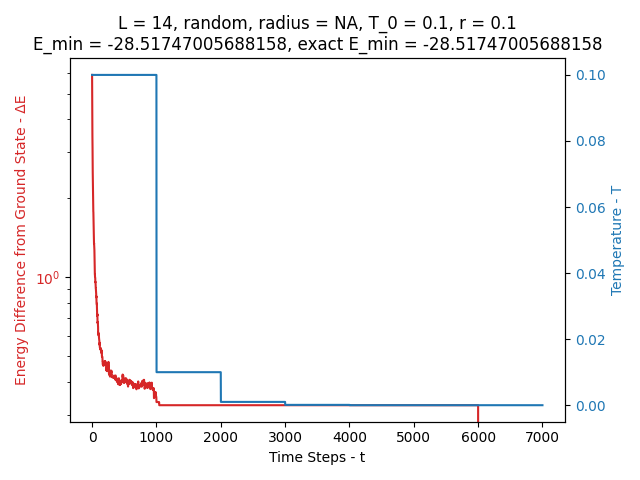 L = 14, random, radius = NA, T_0 = 0.1, r = 0.1
E_min = -28.51747005688158, exact E_min = -28.51747005688158
Energy Difference from Ground State - ΔE
10⁰
0.10
0.08
0.06
0.04
0.02
0.00
Temperature - T
0 1000 2000 3000 4000 5000 6000 7000
Time Steps - t